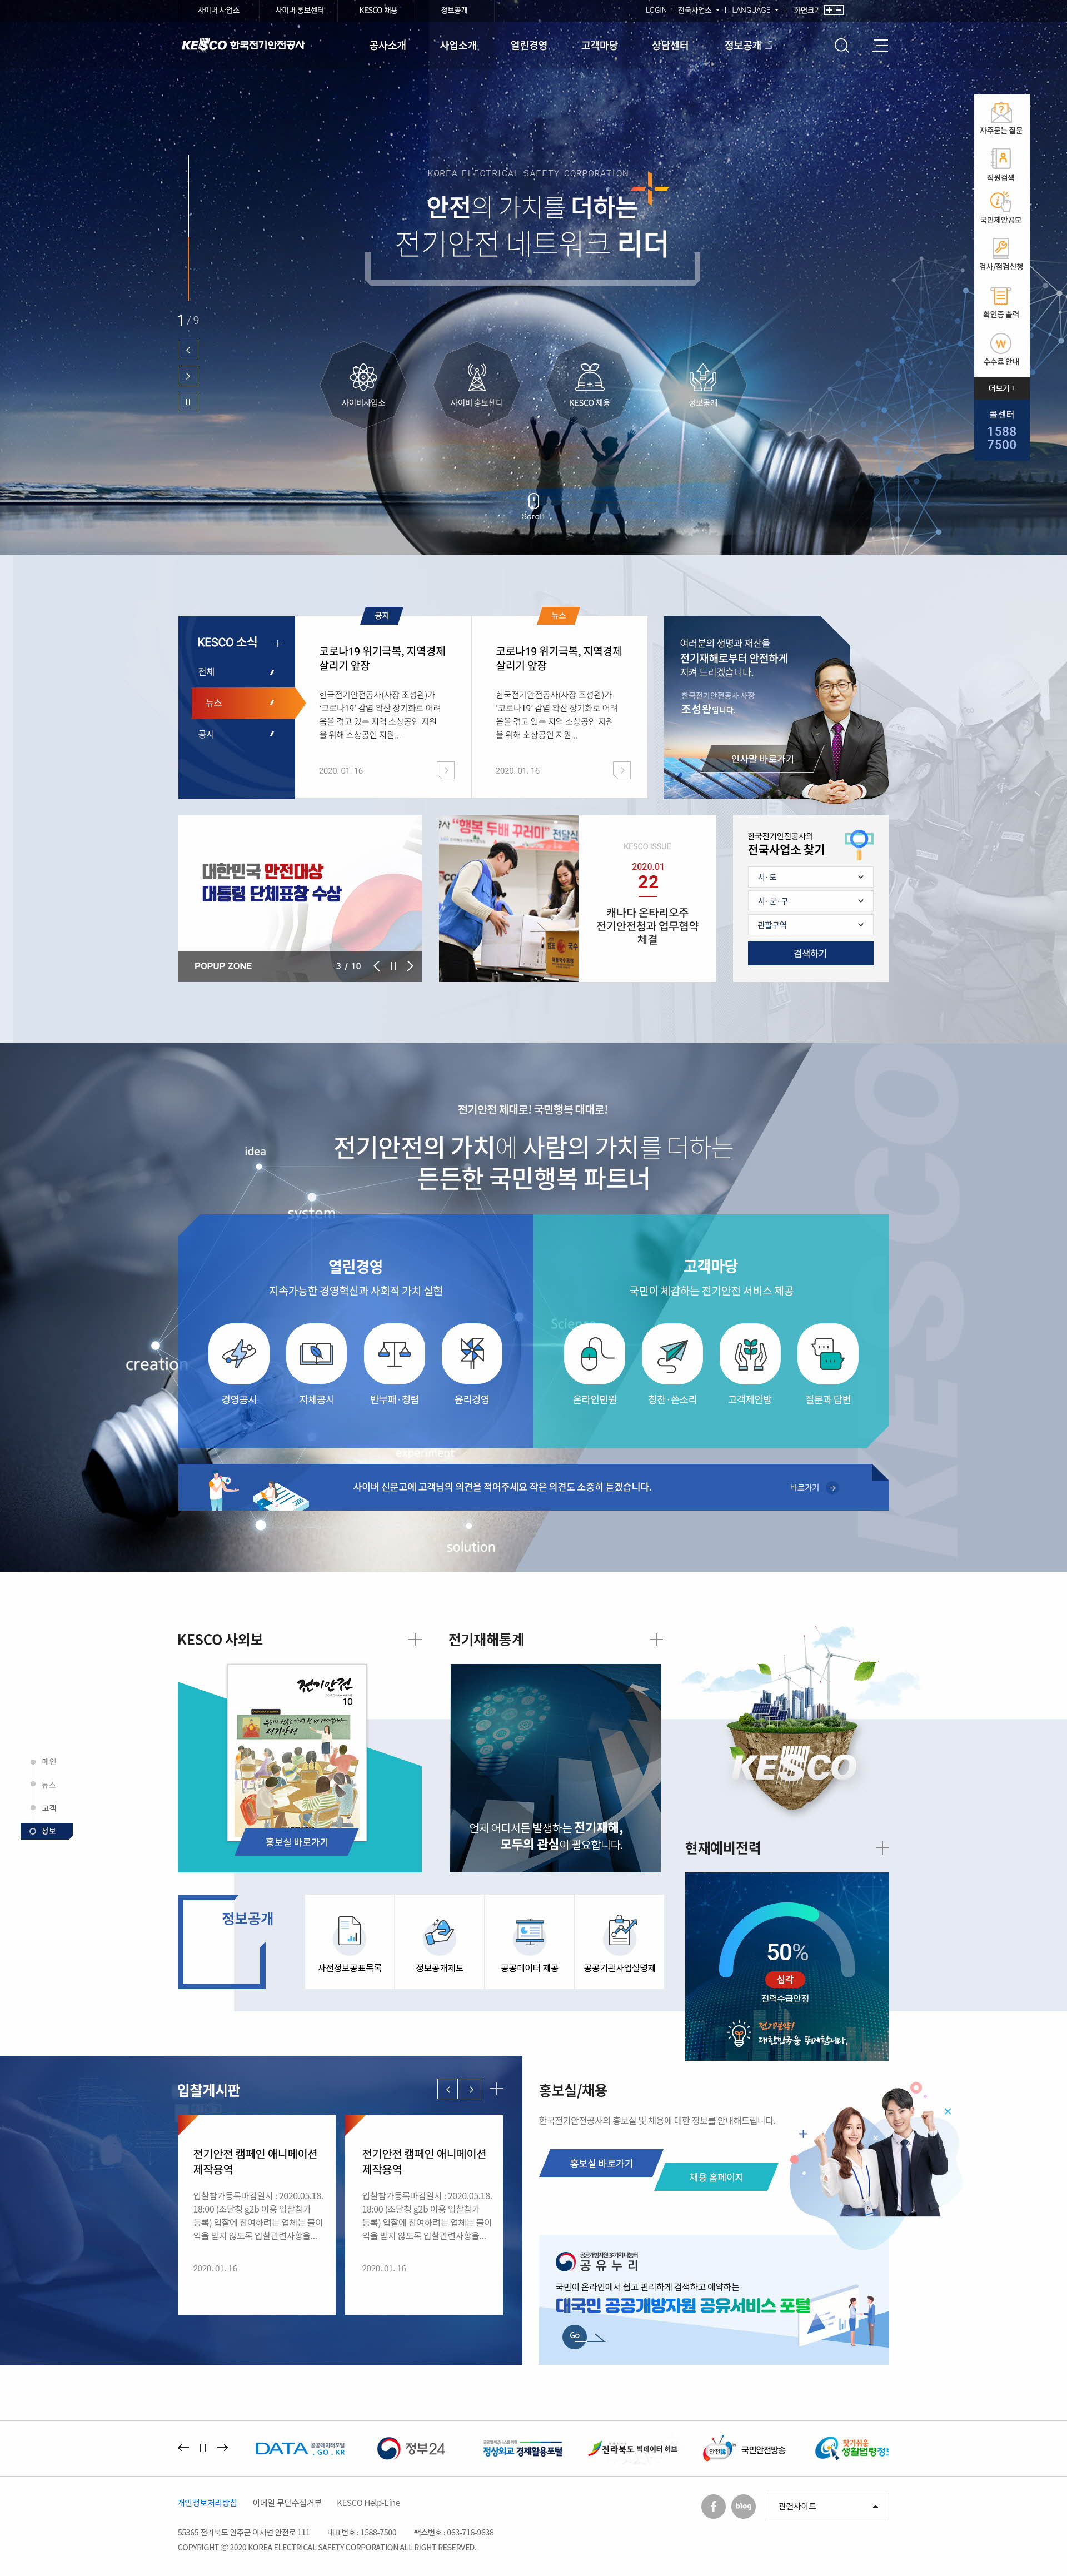 사이버 사업소
사이버 홍보센터
KESCO 채용
정보공개
LOGIN
전국사업소
LANGUAGE
화면크기
KESCO 한국전기안전공사
공사소개
사업소개
열린경영
고객마당
상담센터
정보공개
자주묻는 질문
직원검색
국민제안공모
검사/점검신청
확인증 출력
수수료 안내
더보기 +
콜센터
1588
7500
KOREA ELECTRICAL SAFETY CORPORATION
안전의 가치를 더하는
전기안전 네트워크 리더
1 / 9
사이버사업소
사이버 홍보센터
KESCO 채용
정보공개
Scroll
KESCO 소식
전체
뉴스
공지
공지
코로나19 위기극복, 지역경제
살리기 앞장
한국전기안전공사(사장 조성완)가
‘코로나19’ 감염 확산 장기화로 어려
움을 겪고 있는 지역 소상공인 지원
을 위해 소상공인 지원...
2020. 01. 16
뉴스
코로나19 위기극복, 지역경제
살리기 앞장
한국전기안전공사(사장 조성완)가
‘코로나19’ 감염 확산 장기화로 어려
움을 겪고 있는 지역 소상공인 지원
을 위해 소상공인 지원...
2020. 01. 16
여러분의 생명과 재산을
전기재해로부터 안전하게
지켜 드리겠습니다.
한국전기안전공사 사장
조성완입니다.
인사말 바로가기
대한민국 안전대상
대통령 단체표창 수상
POPUP ZONE
3 / 10
"행복 두배 꾸러미" 전달식
KESCO ISSUE
2020.01
22
캐나다 온타리오주
전기안전청과 업무협약
체결
한국전기안전공사의
전국사업소 찾기
시·도
시·군·구
관할구역
검색하기
전기안전 제대로! 국민행복 대대로!
전기안전의 가치에 사람의 가치를 더하는
든든한 국민행복 파트너
idea
system
creation
Science
experiment
solution
KESCO
열린경영
지속가능한 경영혁신과 사회적 가치 실현
경영공시
자체공시
반부패·청렴
윤리경영
고객마당
국민이 체감하는 전기안전 서비스 제공
온라인민원
칭찬·쓴소리
고객제안방
질문과 답변
사이버 신문고에 고객님의 의견을 적어주세요 작은 의견도 소중히 듣겠습니다.
바로가기
메인
뉴스
고객
정보
KESCO 사외보
전기안전
10
홍보실 바로가기
전기재해통계
언제 어디서든 발생하는 전기재해,
모두의 관심이 필요합니다.
KESCO
현재예비전력
50%
심각
전력수급안정
전기절약!
대한민국을 뛰게합니다.
정보공개
사전정보공표목록
정보공개제도
공공데이터 제공
공공기관사업실명제
입찰게시판
전기안전 캠페인 애니메이션
제작용역
입찰참가등록마감일시 : 2020.05.18.
18:00 (조달청 g2b 이용 입찰참가
등록) 입찰에 참여하려는 업체는 불이
익을 받지 않도록 입찰관련사항을...
2020. 01. 16
전기안전 캠페인 애니메이션
제작용역
입찰참가등록마감일시 : 2020.05.18.
18:00 (조달청 g2b 이용 입찰참가
등록) 입찰에 참여하려는 업체는 불이
익을 받지 않도록 입찰관련사항을...
2020. 01. 16
홍보실/채용
한국전기안전공사의 홍보실 및 채용에 대한 정보를 안내해드립니다.
홍보실 바로가기
채용 홈페이지
공유누리
국민이 온라인에서 쉽고 편리하게 검색하고 예약하는
대국민 공공개방자원 공유서비스 포털
Go
DATA 공공데이터포털
.GO.KR
정부24
정상외교 경제활용포털
전라북도 빅데이터 허브
국민안전방송
찾기쉬운
생활법령정보
개인정보처리방침
이메일 무단수집거부
KESCO Help-Line
blog
관련사이트
55365 전라북도 완주군 이서면 안전로 111
대표번호 : 1588-7500
팩스번호 : 063-716-9638
COPYRIGHT ⓒ 2020 KOREA ELECTRICAL SAFETY CORPORATION ALL RIGHT RESERVED.